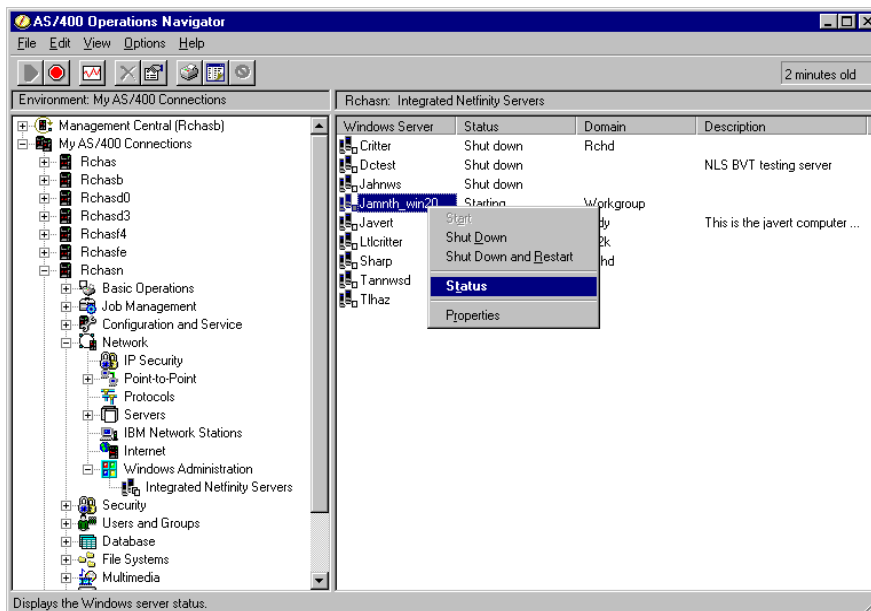 AS/400 Operations Navigator
File Edit View Options Help
2 minutes old
Environment: My AS/400 Connections
Rchasn: Integrated Netfinity Servers
Management Central (Rchasb)
My AS/400 Connections
Rchas
Rchasb
Rchasd0
Rchasd3
Rchasf4
Rchasfe
Rchasn
Basic Operations
Job Management
Configuration and Service
Network
IP Security
Point-to-Point
Protocols
Servers
IBM Network Stations
Internet
Windows Administration
Integrated Netfinity Servers
Security
Users and Groups
Database
File Systems
Multimedia
Windows Server Status Domain Description
Critter Shut down Rchd
Dctest Shut down NLS BVT testing server
Jahnws Shut down
Jamnth_win20 Starting Workgroup
Javert This is the javert computer ...
Ltlcritter
Sharp
Tannwsd
Tlhaz
Start
Shut Down
Shut Down and Restart
Status
Properties
Displays the Windows server status.